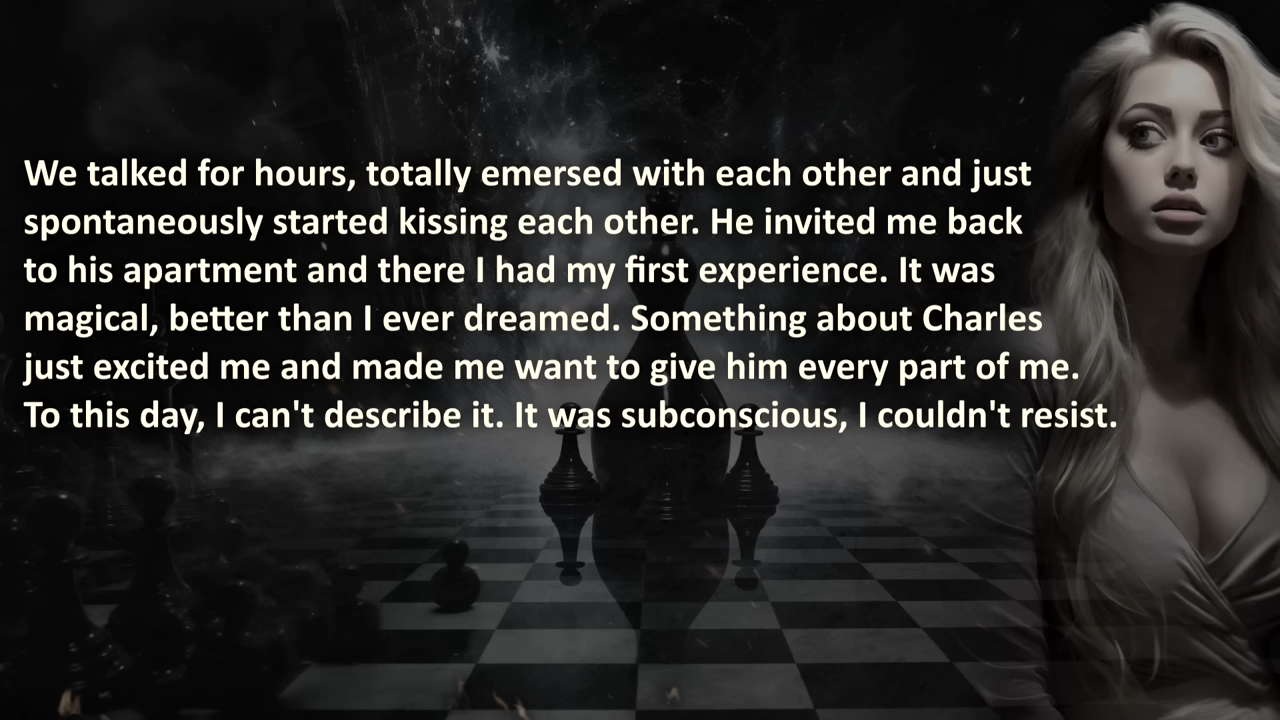 We talked for hours, totally emersed with each other and just
spontaneously started kissing each other. He invited me back
to his apartment and there I had my first experience. It was
magical, better than I ever dreamed. Something about Charles
just excited me and made me want to give him every part of me.
To this day, I can't describe it. It was subconscious, I couldn't resist.